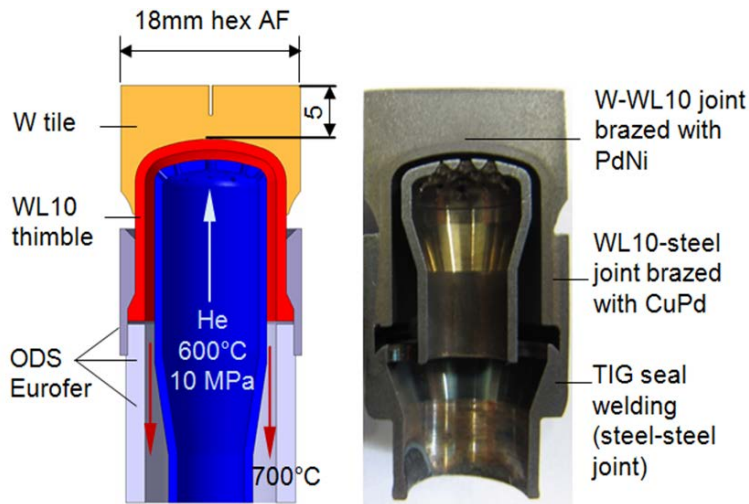 18mm hex AF
5
W tile
WL10
thimble
He
600°C
10 MPa
ODS
Eurofer
700°C
W-WL10 joint
brazed with
PdNi
WL10-steel
joint brazed
with CuPd
TIG seal
welding
(steel-steel
joint)